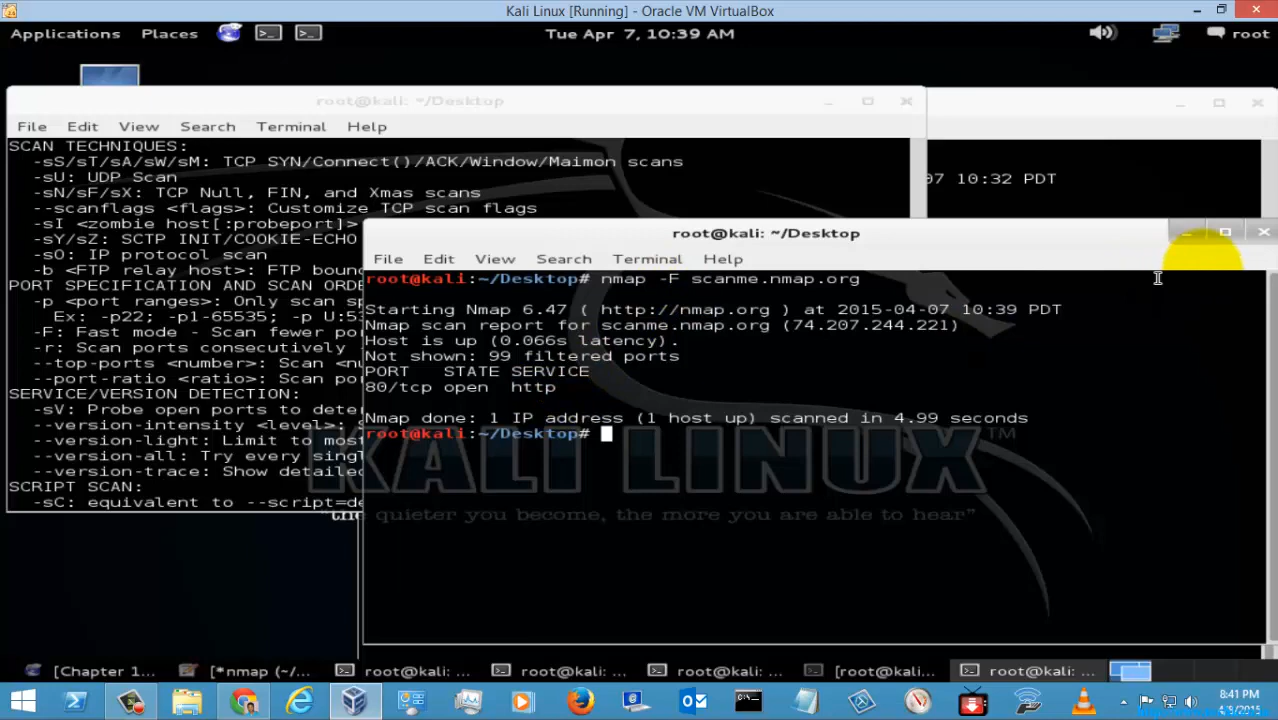 Kali Linux [Running] - Oracle VM VirtualBox
Applications Places Tue Apr 7, 10:39 AM root
root@kali: ~/Desktop
File Edit View Search Terminal Help
SCAN TECHNIQUES:
-sS/sT/sA/sW/sM: TCP SYN/Connect()/ACK/Window/Maimon scans
-sU: UDP Scan
-sN/sF/sX: TCP Null, FIN, and Xmas scans
--scanflags <flags>: Customize TCP scan flags
-sI <zombie host[:probeport]>
-sY/sZ: SCTP INIT/COOKIE-ECHO
-sO: IP protocol scan
-b <FTP relay host>: FTP boun
PORT SPECIFICATION AND SCAN ORDE
-p <port ranges>: Only scan sp
Ex: -p22; -p1-65535; -p U:53
-F: Fast mode - Scan fewer po
-r: Scan ports consecutively -
--top-ports <number>: Scan <nu
--port-ratio <ratio>: Scan por
SERVICE/VERSION DETECTION:
-sV: Probe open ports to deter
--version-intensity <level>: S
--version-light: Limit to most
--version-all: Try every singl
--version-trace: Show detailed
SCRIPT SCAN:
-sC: equivalent to --script=de
07 10:32 PDT
root@kali: ~/Desktop
File Edit View Search Terminal Help
root@kali:~/Desktop# nmap -F scanme.nmap.org
Starting Nmap 6.47 ( http://nmap.org ) at 2015-04-07 10:39 PDT
Nmap scan report for scanme.nmap.org (74.207.244.221)
Host is up (0.066s latency).
Not shown: 99 filtered ports
PORT STATE SERVICE
80/tcp open http
Nmap done: 1 IP address (1 host up) scanned in 4.99 seconds
root@kali:~/Desktop#
KALI LINUX™
"the quieter you become, the more you are able to hear"
[Chapter 1... [*nmap (~/... root@kali: ... root@kali: ... root@kali: ... [root@kali:... root@kali: ...
8:41 PM